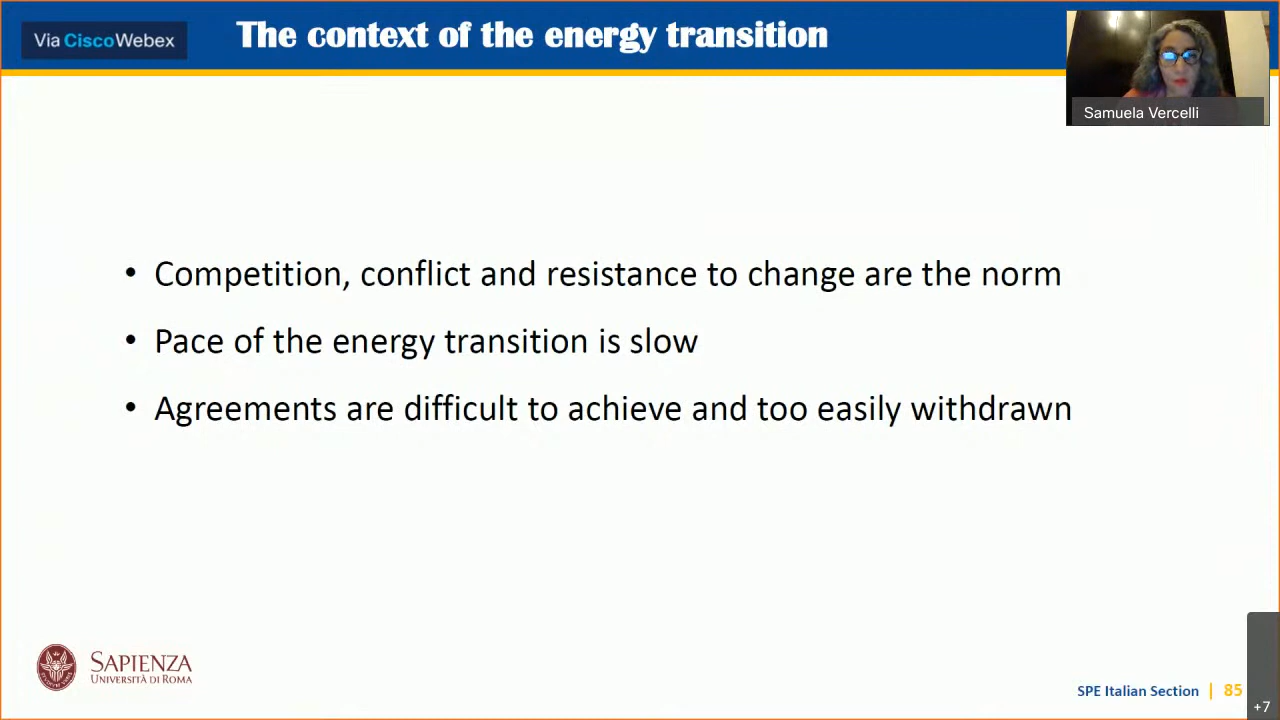 Via CiscoWebex
The context of the energy transition
Samuela Vercelli
• Competition, conflict and resistance to change are the norm
• Pace of the energy transition is slow
• Agreements are difficult to achieve and too easily withdrawn
SAPIENZA
UNIVERSITÀ DI ROMA
SPE Italian Section | 85
+7